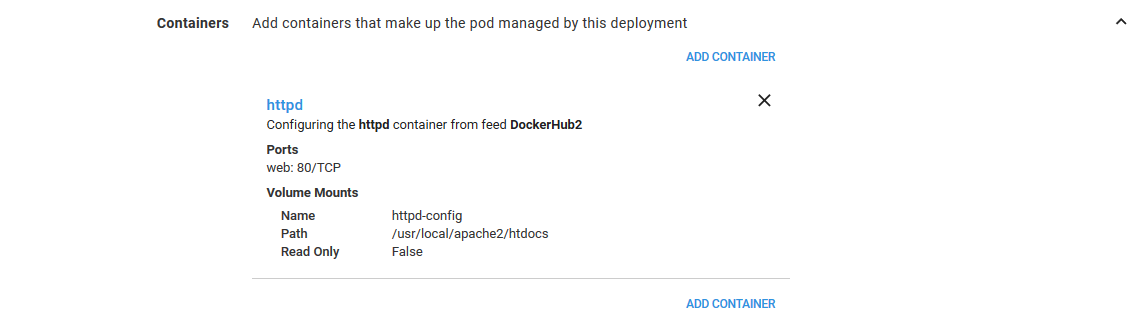 Containers Add containers that make up the pod managed by this deployment
ADD CONTAINER
httpd
Configuring the httpd container from feed DockerHub2
Ports
web: 80/TCP
Volume Mounts
Name httpd-config
Path /usr/local/apache2/htdocs
Read Only False
ADD CONTAINER